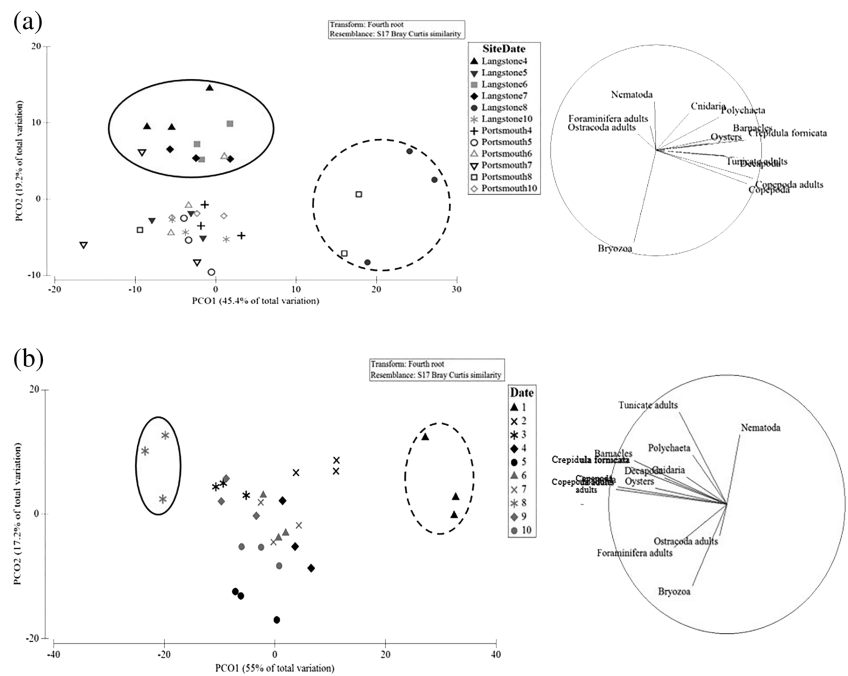 (a)
Transform: Fourth root
Resemblance: S17 Bray Curtis similarity
20
10
0
-10
PCO2 (19.2% of total variation)
-20
-10
0
10
20
30
PCO1 (45.4% of total variation)
SiteDate
Langstone4
Langstone5
Langstone6
Langstone7
Langstone8
Langstone10
Portsmouth4
Portsmouth5
Portsmouth6
Portsmouth7
Portsmouth8
Portsmouth10
Nematoda
Cnidaria
Polychaeta
Foraminifera adults
Ostracoda adults
Barnacles
Oysters
Crepidula fornicata
Tunicata adults
Decapoda
Copepoda adults
Copepoda
Bryozoa
(b)
Transform: Fourth root
Resemblance: S17 Bray Curtis similarity
20
0
-20
PCO2 (17.2% of total variation)
-40
-20
0
20
40
PCO1 (55% of total variation)
Date
1
2
3
4
5
6
7
8
9
10
Tunicate adults
Nematoda
Polychaeta
Barnacles
Crepidula fornicata
Decapoda
Cnidaria
Oysters
Copepoda
Copepoda adults
Ostracoda adults
Foraminifera adults
Bryozoa